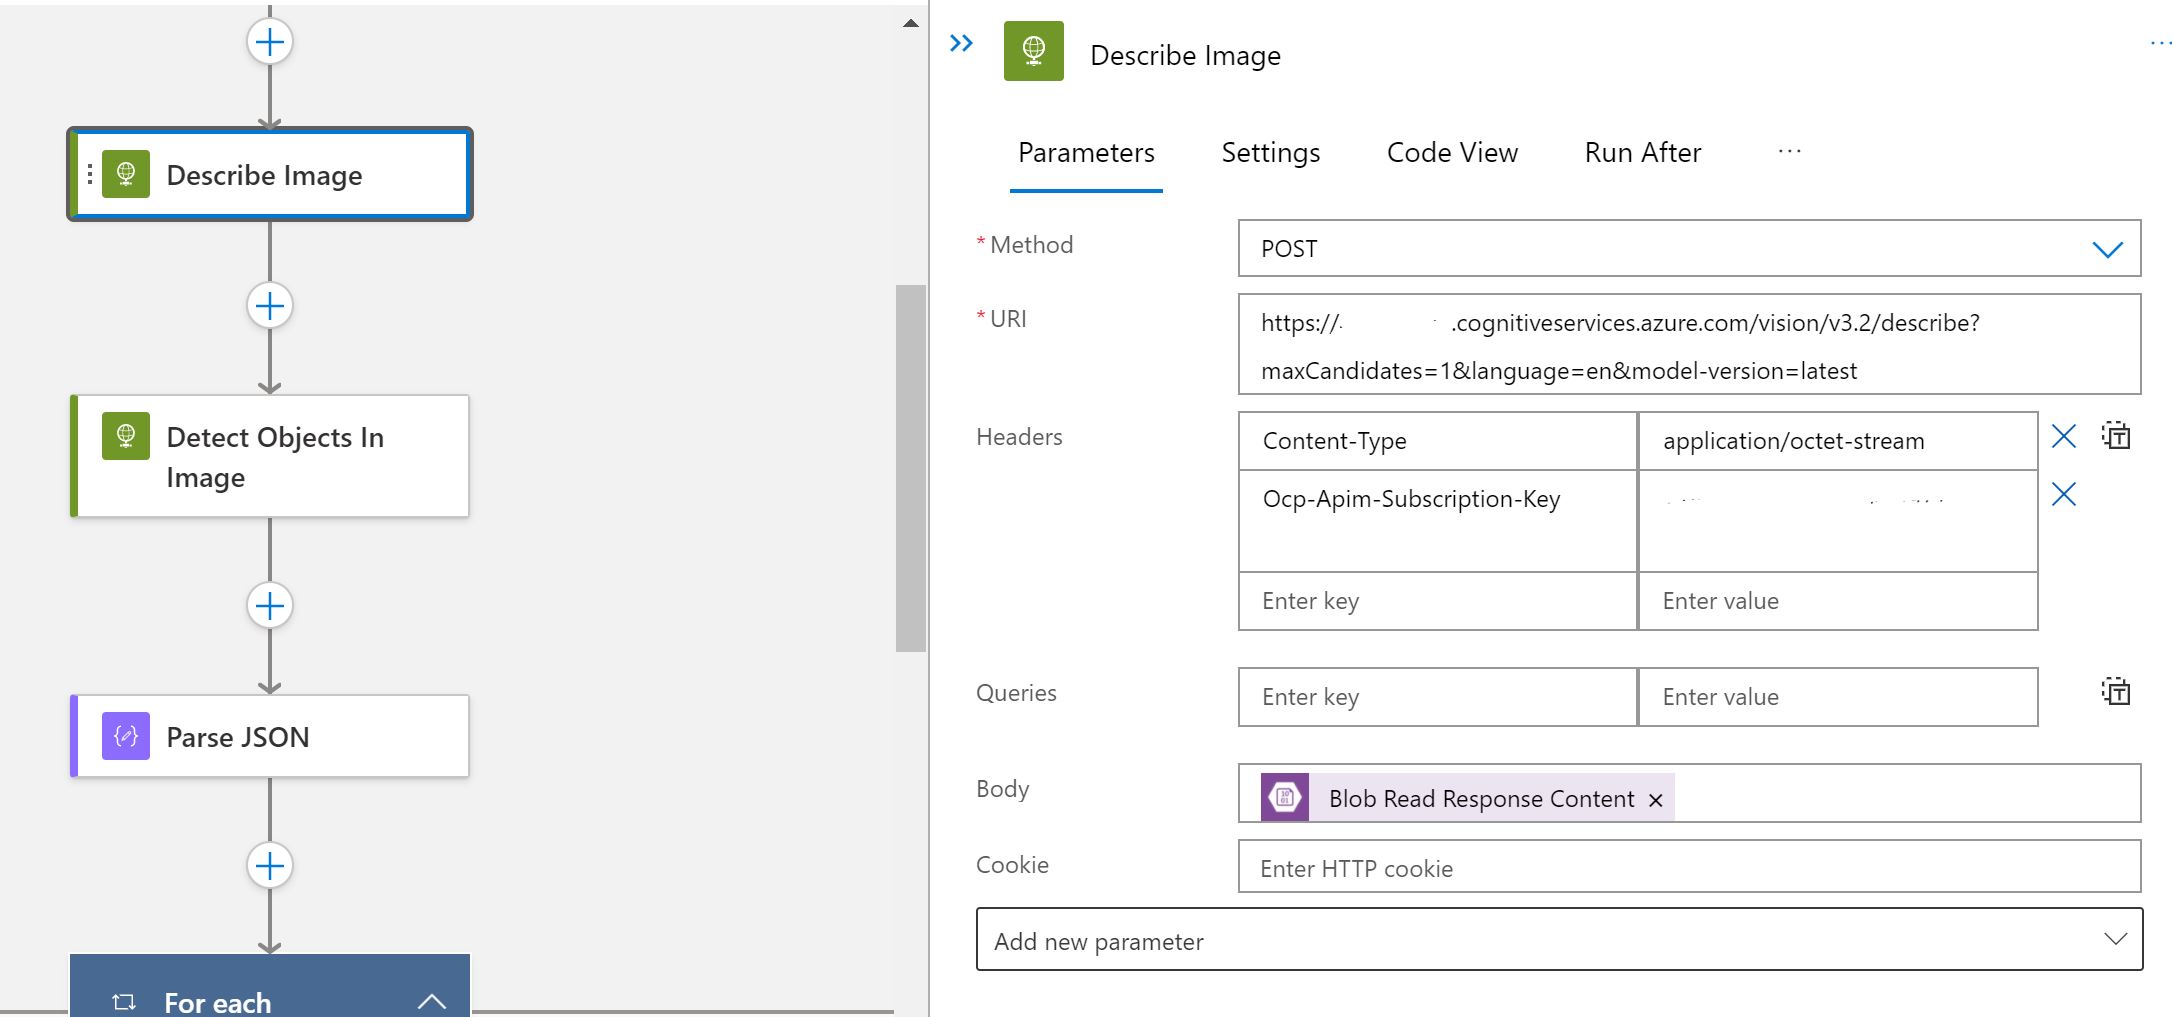 Describe Image
Detect Objects In
Image
Parse JSON
For each
Describe Image
Parameters Settings Code View Run After ...
* Method
POST
* URI
https:// .cognitiveservices.azure.com/vision/v3.2/describe?
maxCandidates=1&language=en&model-version=latest
Headers
Content-Type application/octet-stream
Ocp-Apim-Subscription-Key
Enter key Enter value
Queries
Enter key Enter value
Body
Blob Read Response Content
Cookie
Enter HTTP cookie
Add new parameter